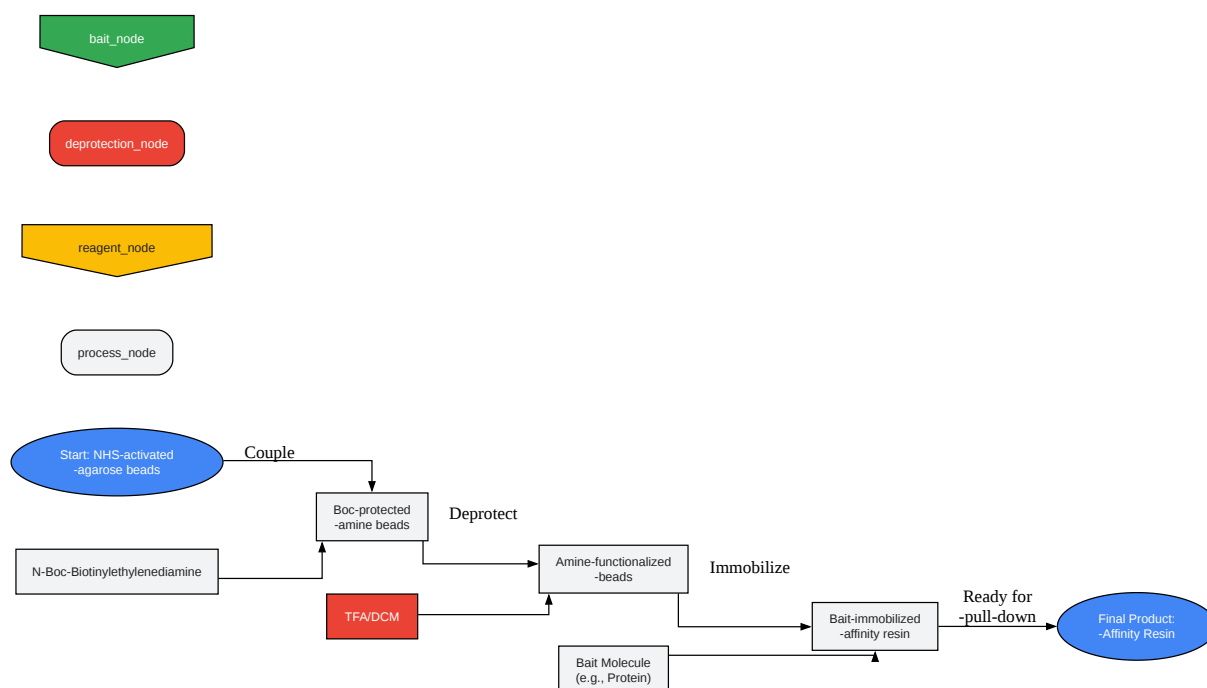 bait_node
deprotection_node
reagent_node
process_node
Start: NHS-activated
-agarose beads
Couple
Boc-protected
-amine beads
Deprotect
N-Boc-Biotinylethylenediamine
Amine-functionalized
-beads
Immobilize
TFA/DCM
Bait-immobilized
-affinity resin
Ready for
-pull-down
Final Product:
-Affinity Resin
Bait Molecule
(e.g., Protein)